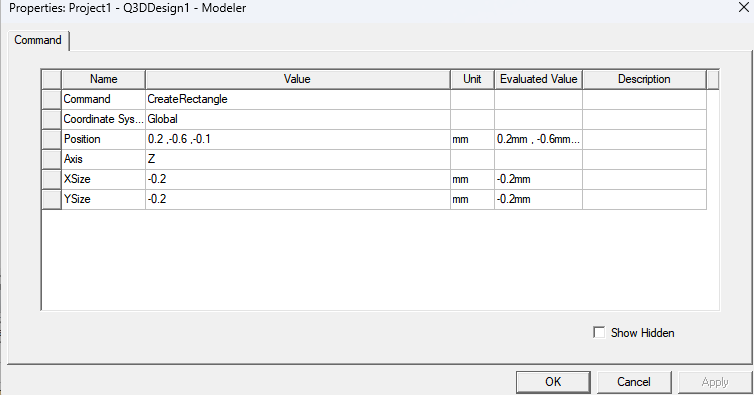 Properties: Project1 - Q3DDesign1 - Modeler
Command
Name Value Unit Evaluated Value Description
Command CreateRectangle
Coordinate Sys... Global
Position 0.2 ,-0.6 ,-0.1 mm 0.2mm , -0.6mm...
Axis Z
XSize -0.2 mm -0.2mm
YSize -0.2 mm -0.2mm
Show Hidden
OK Cancel Apply